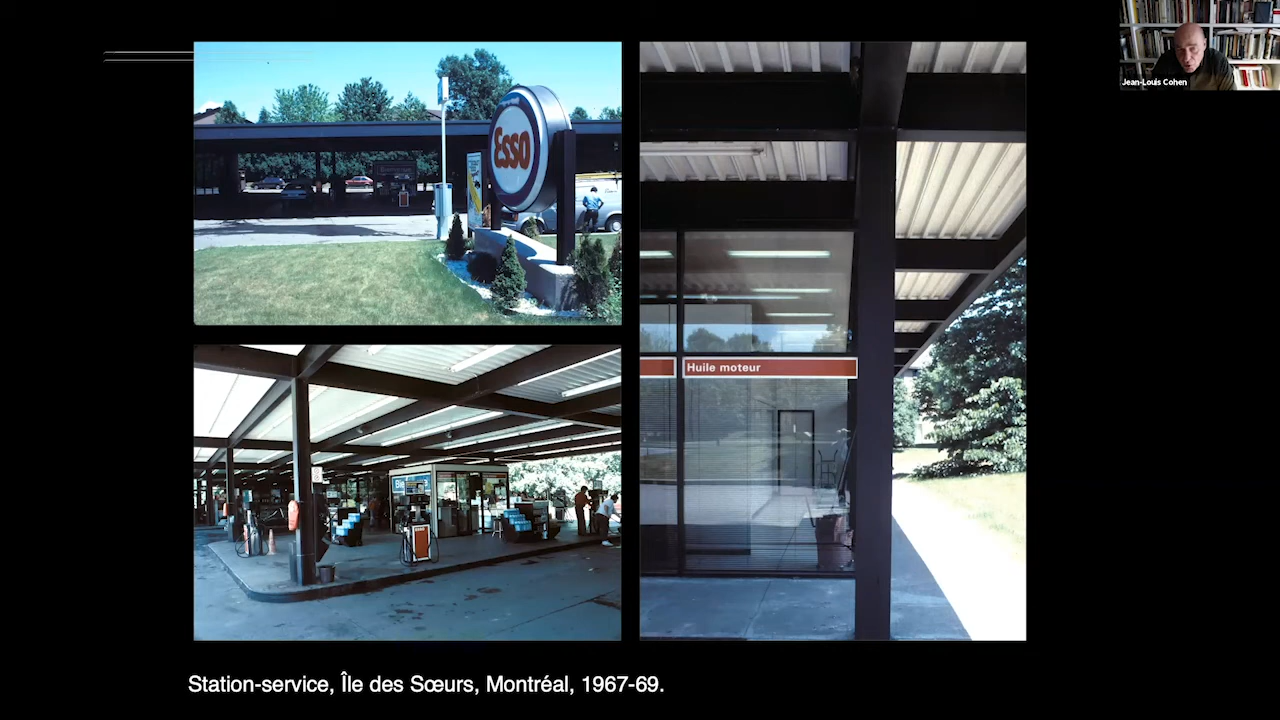 Jean-Louis Cohen
Esso
Huile moteur
Station-service, Île des Sœurs, Montréal, 1967-69.